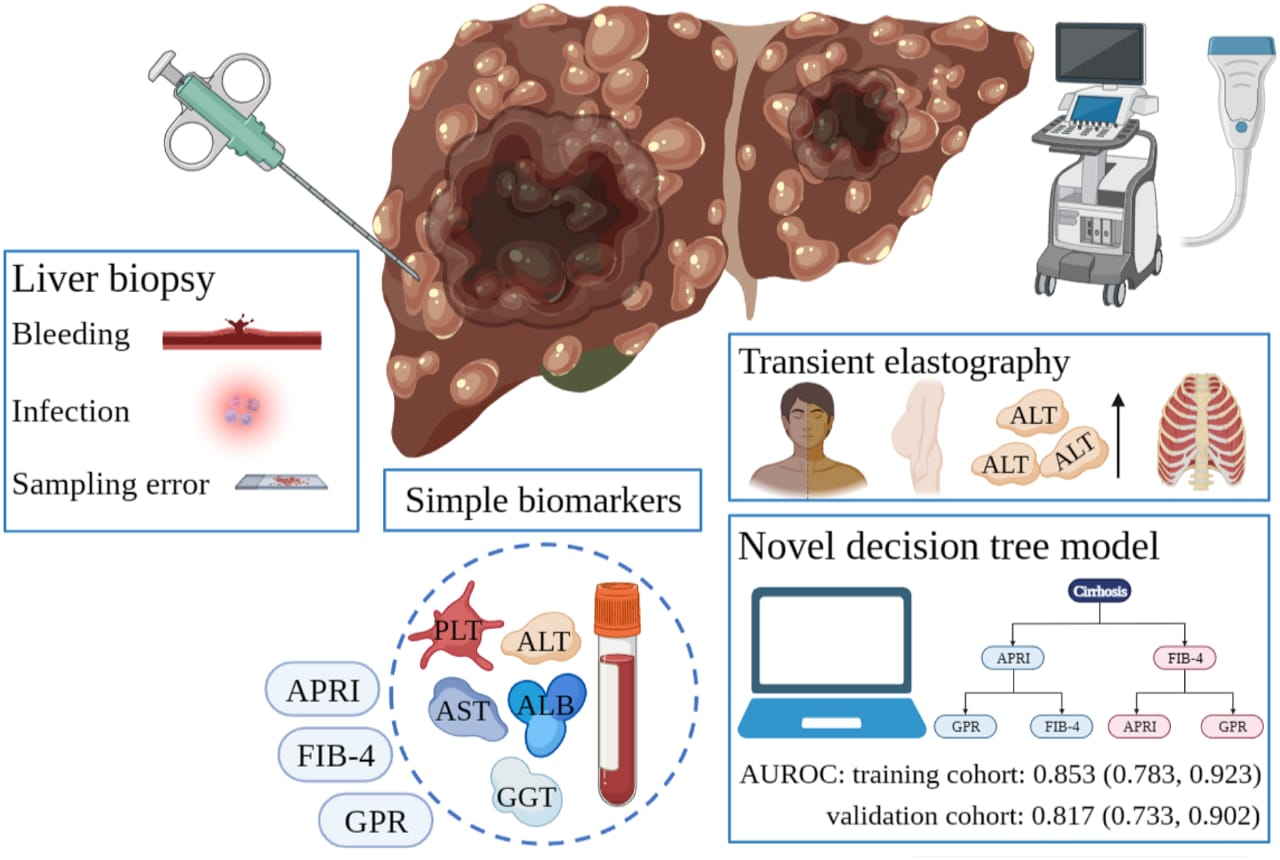 Liver biopsy
Bleeding
Infection
Sampling error
Simple biomarkers
PLT
ALT
AST
ALB
GGT
APRI
FIB-4
GPR
Transient elastography
ALT
ALT
ALT
Novel decision tree model
Cirrhosis
APRI
FIB-4
GPR
FIB-4
APRI
GPR
AUROC: training cohort: 0.853 (0.783, 0.923)
validation cohort: 0.817 (0.733, 0.902)